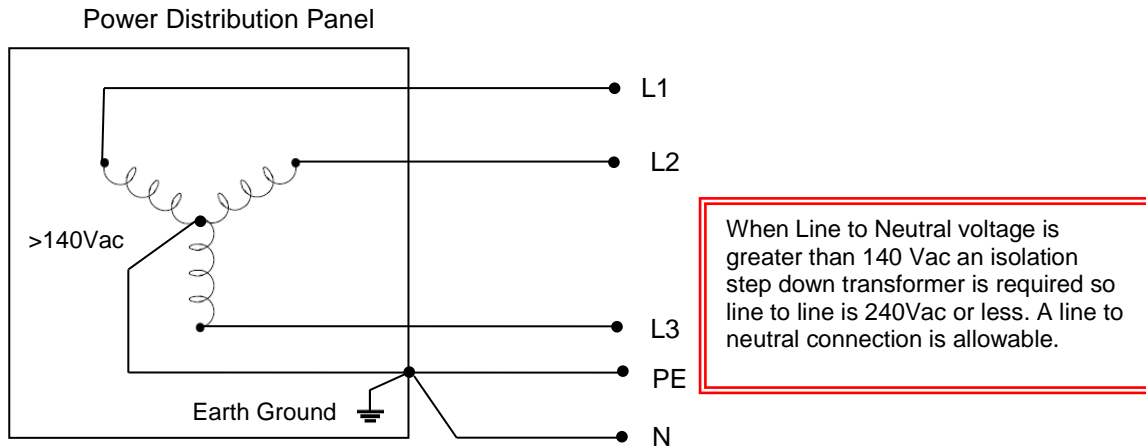 Power Distribution Panel
L1
L2
>140Vac
When Line to Neutral voltage is
greater than 140 Vac an isolation
step down transformer is required so
line to line is 240Vac or less. A line to
neutral connection is allowable.
L3
PE
Earth Ground
N